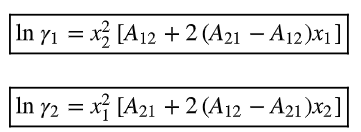 ln γ₁ = x₂² [A₁₂ + 2 (A₂₁ − A₁₂)x₁]
ln γ₂ = x₁² [A₂₁ + 2 (A₁₂ − A₂₁)x₂]